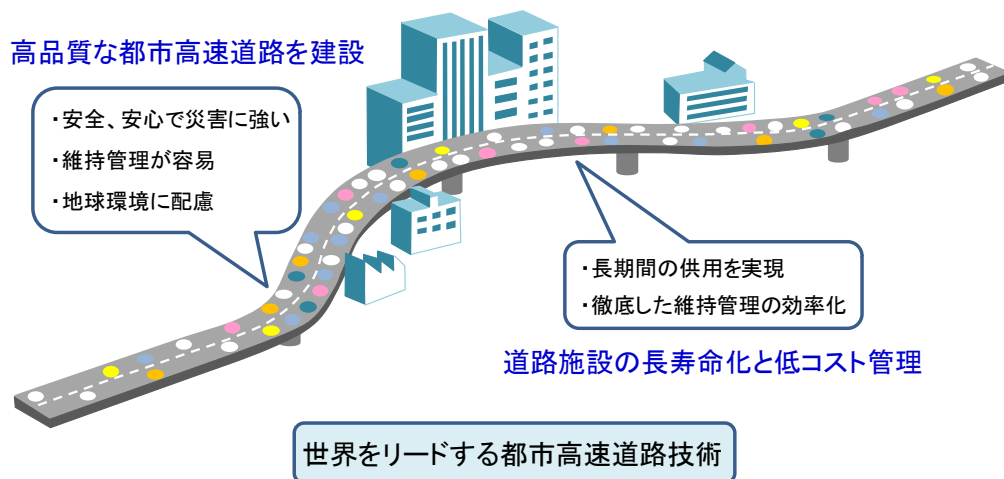 高品質な都市高速道路を建設
・安全、安心で災害に強い
・維持管理が容易
・地球環境に配慮
・長期間の供用を実現
・徹底した維持管理の効率化
道路施設の長寿命化と低コスト管理
世界をリードする都市高速道路技術